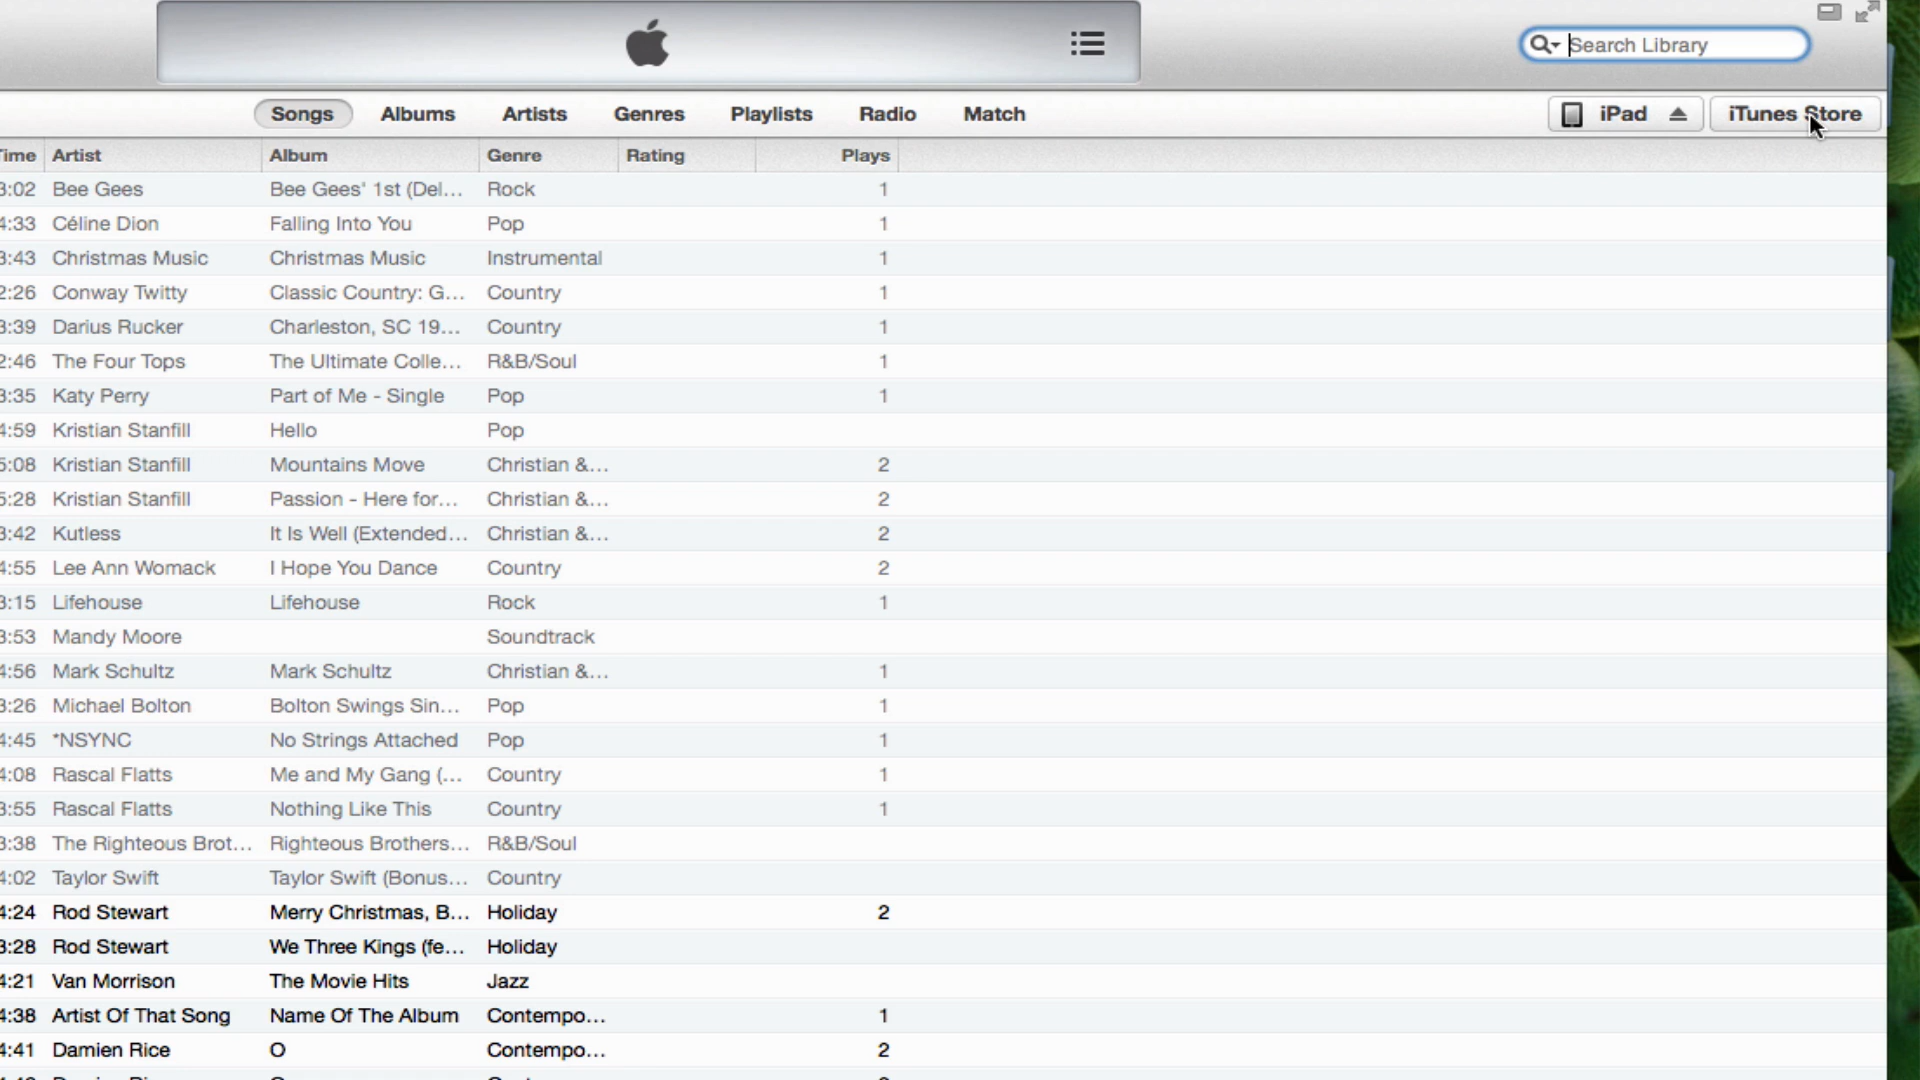 Search Library
Songs Albums Artists Genres Playlists Radio Match iPad iTunes Store
Time Artist Album Genre Rating Plays
3:02 Bee Gees Bee Gees' 1st (Del... Rock 1
4:33 Céline Dion Falling Into You Pop 1
3:43 Christmas Music Christmas Music Instrumental 1
2:26 Conway Twitty Classic Country: G... Country 1
3:39 Darius Rucker Charleston, SC 19... Country 1
2:46 The Four Tops The Ultimate Colle... R&B/Soul 1
3:35 Katy Perry Part of Me - Single Pop 1
4:59 Kristian Stanfill Hello Pop
5:08 Kristian Stanfill Mountains Move Christian &... 2
5:28 Kristian Stanfill Passion - Here for... Christian &... 2
3:42 Kutless It Is Well (Extended... Christian &... 2
4:55 Lee Ann Womack I Hope You Dance Country 2
3:15 Lifehouse Lifehouse Rock 1
3:53 Mandy Moore Soundtrack
4:56 Mark Schultz Mark Schultz Christian &... 1
3:26 Michael Bolton Bolton Swings Sin... Pop 1
4:45 *NSYNC No Strings Attached Pop 1
4:08 Rascal Flatts Me and My Gang (... Country 1
3:55 Rascal Flatts Nothing Like This Country 1
3:38 The Righteous Brot... Righteous Brothers... R&B/Soul
4:02 Taylor Swift Taylor Swift (Bonus... Country
4:24 Rod Stewart Merry Christmas, B... Holiday 2
3:28 Rod Stewart We Three Kings (fe... Holiday
4:21 Van Morrison The Movie Hits Jazz
4:38 Artist Of That Song Name Of The Album Contempo... 1
4:41 Damien Rice O Contempo... 2